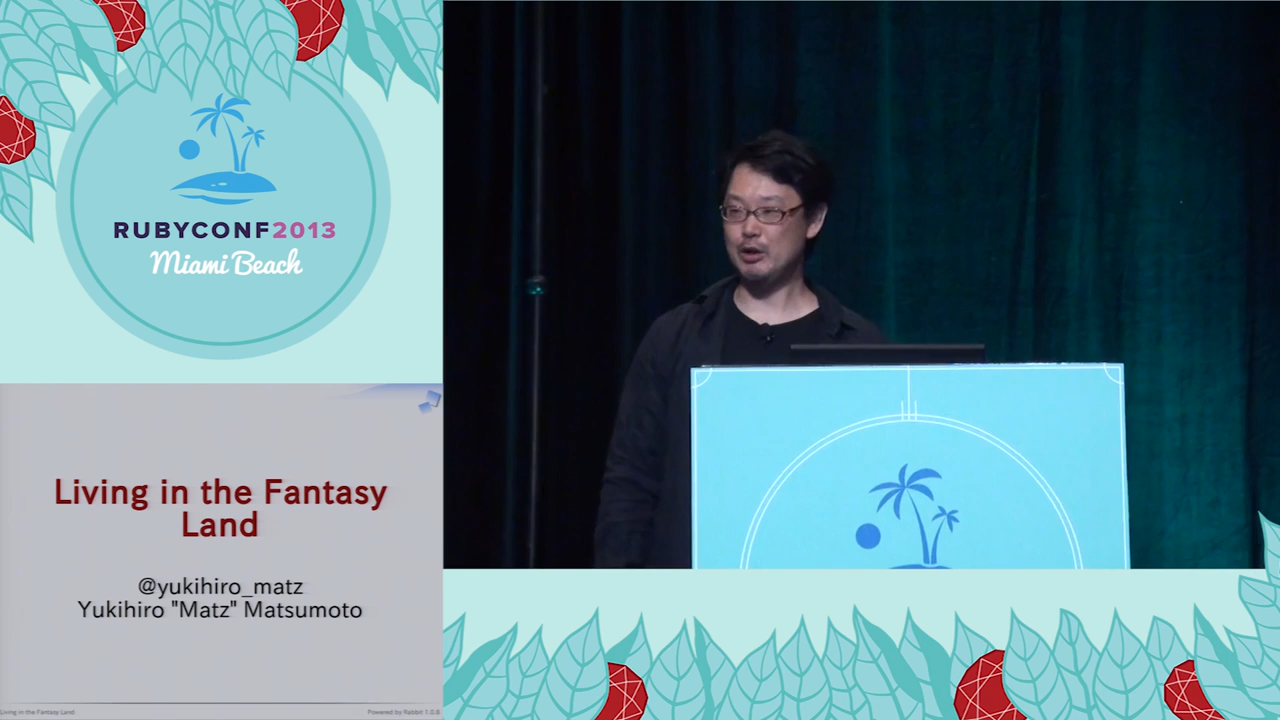 RUBYCONF2013
Miami Beach
Living in the Fantasy
Land
@yukihiro_matz
Yukihiro "Matz" Matsumoto
Living in the Fantasy Land
Powered by Rabbit 1.0.8